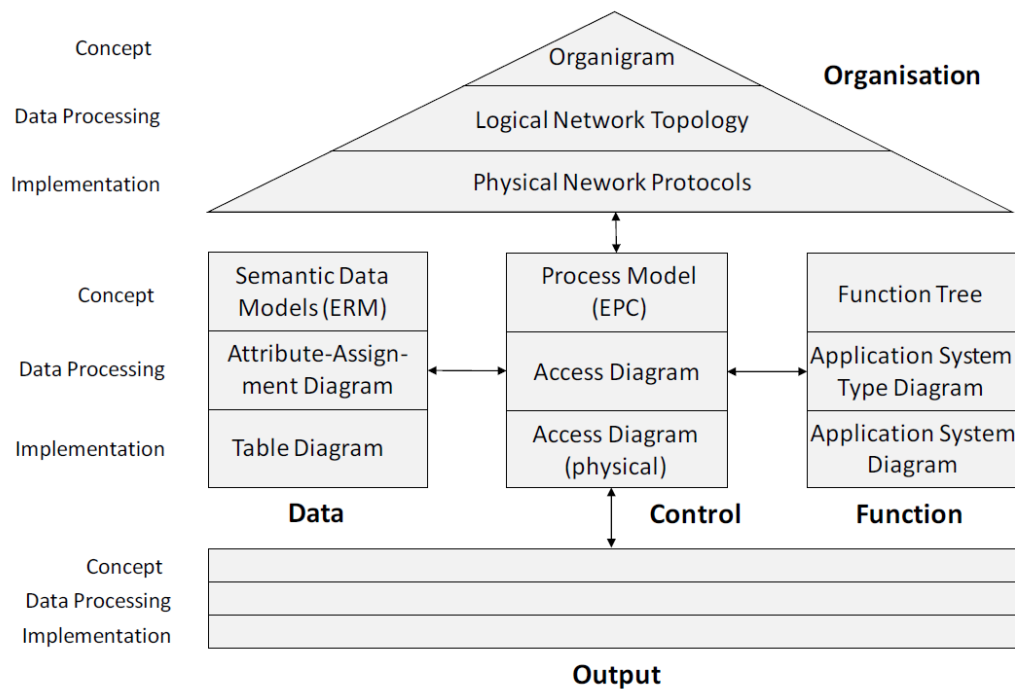 Concept
Organigram
Organisation
Data Processing
Logical Network Topology
Implementation
Physical Nework Protocols
Concept
Semantic Data
Models (ERM)
Process Model
(EPC)
Function Tree
Data Processing
Attribute-Assign-
ment Diagram
Access Diagram
Application System
Type Diagram
Implementation
Table Diagram
Access Diagram
(physical)
Application System
Diagram
Data
Control
Function
Concept
Data Processing
Implementation
Output